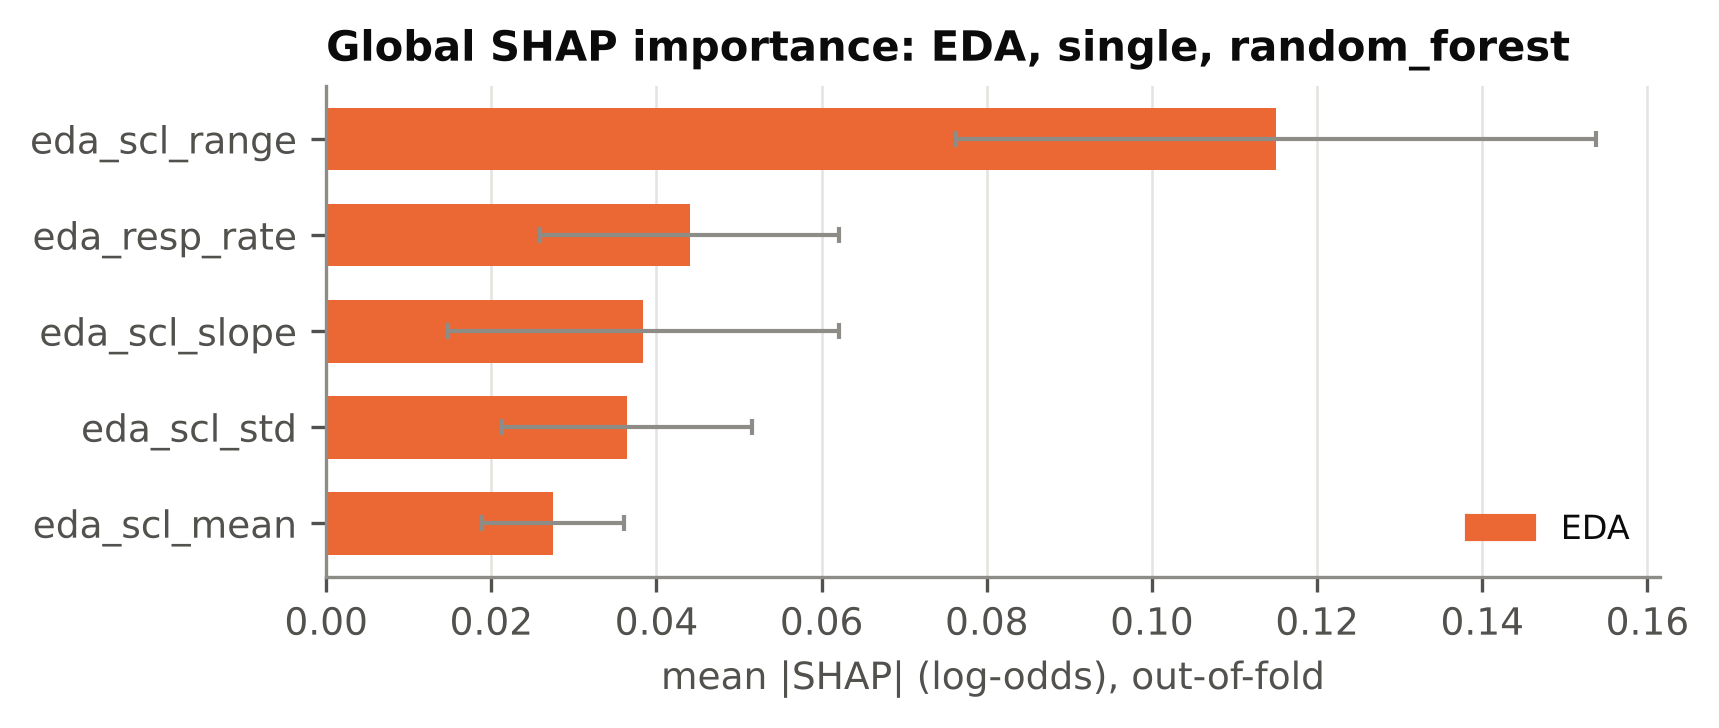 Global SHAP importance: EDA, single, random_forest
eda_scl_range
eda_resp_rate
eda_scl_slope
eda_scl_std
eda_scl_mean
EDA
0.00 0.02 0.04 0.06 0.08 0.10 0.12 0.14 0.16
mean |SHAP| (log-odds), out-of-fold